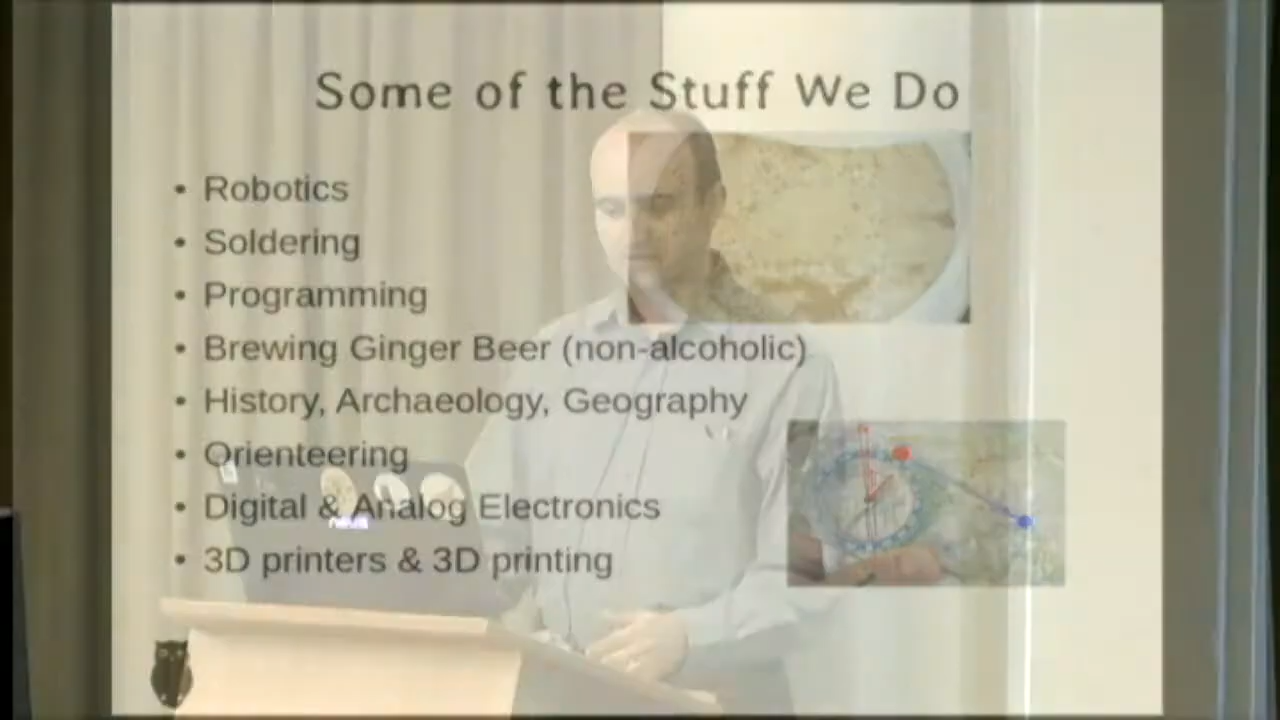 Some of the Stuff We Do
• Robotics
• Soldering
• Programming
• Brewing Ginger Beer (non-alcoholic)
• History, Archaeology, Geography
• Orienteering
• Digital & Analog Electronics
• 3D printers & 3D printing